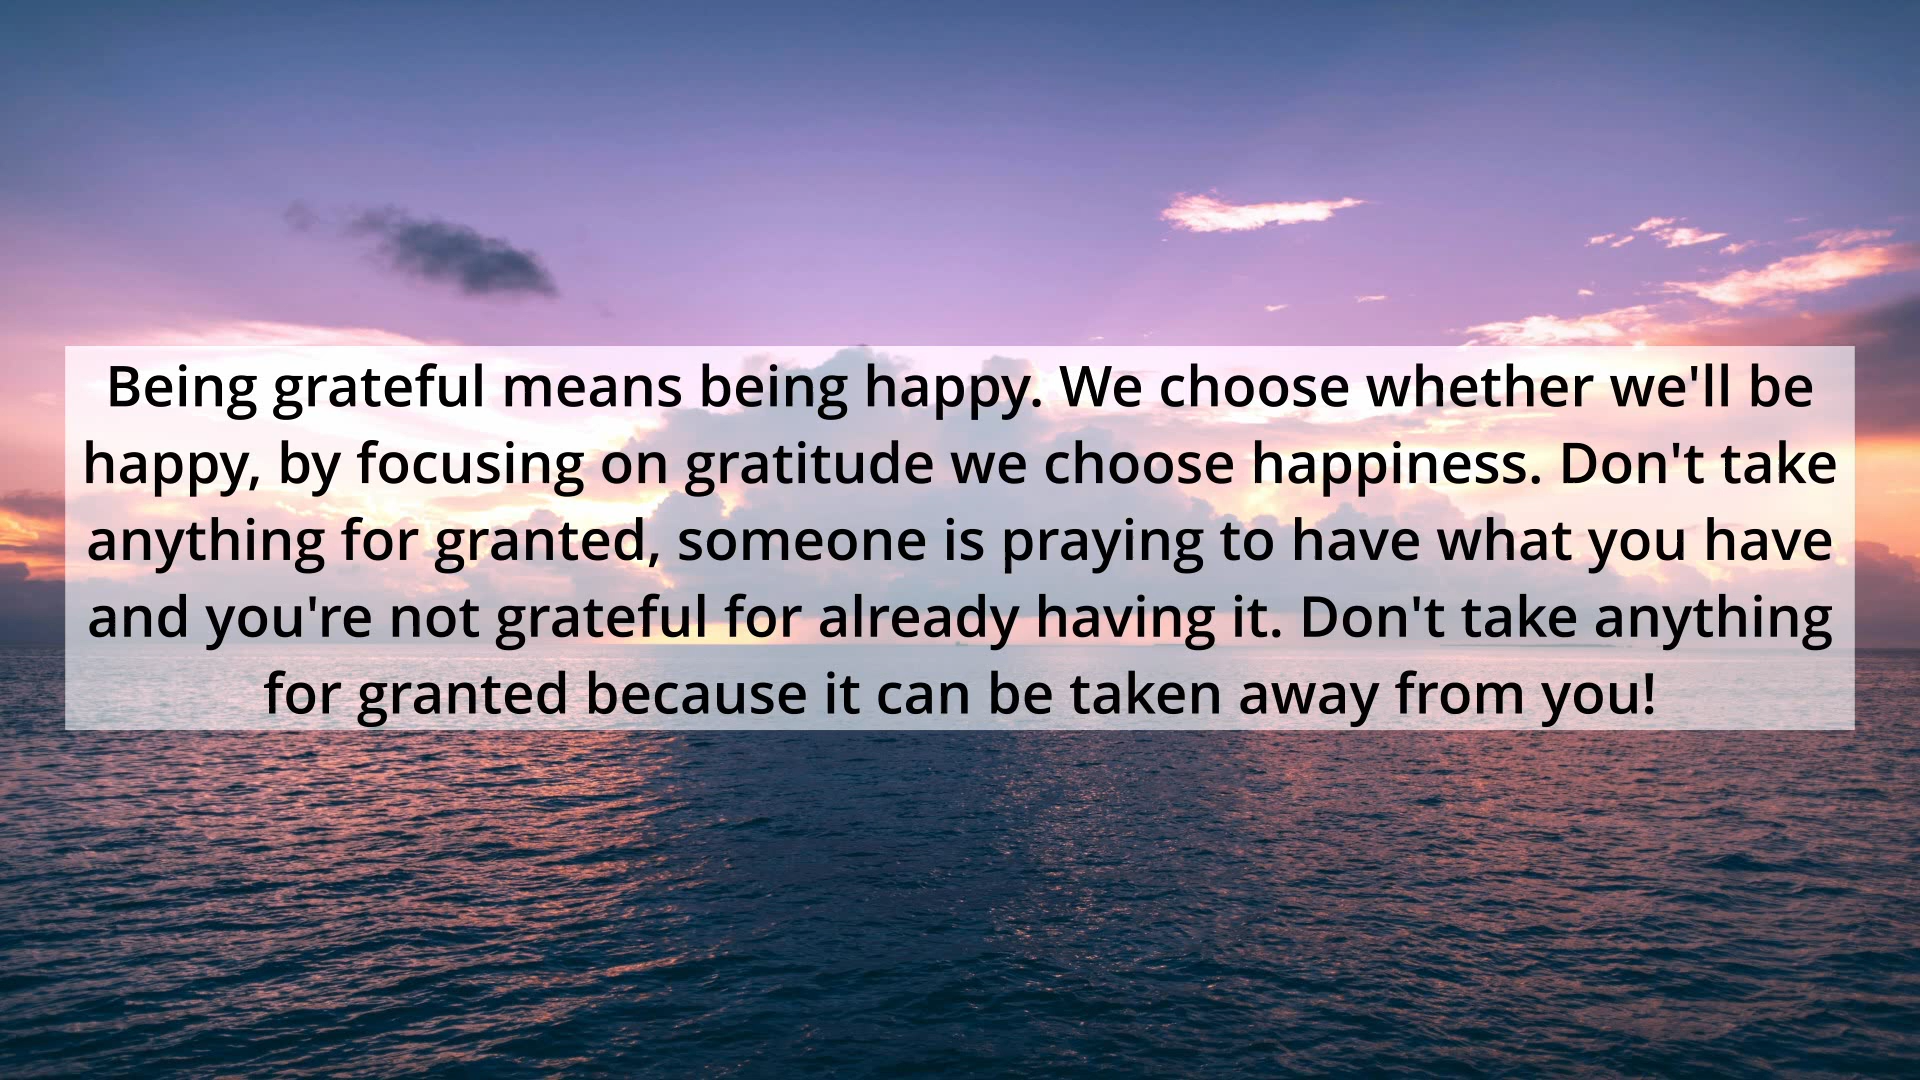 Being grateful means being happy. We choose whether we'll be
happy, by focusing on gratitude we choose happiness. Don't take
anything for granted, someone is praying to have what you have
and you're not grateful for already having it. Don't take anything
for granted because it can be taken away from you!